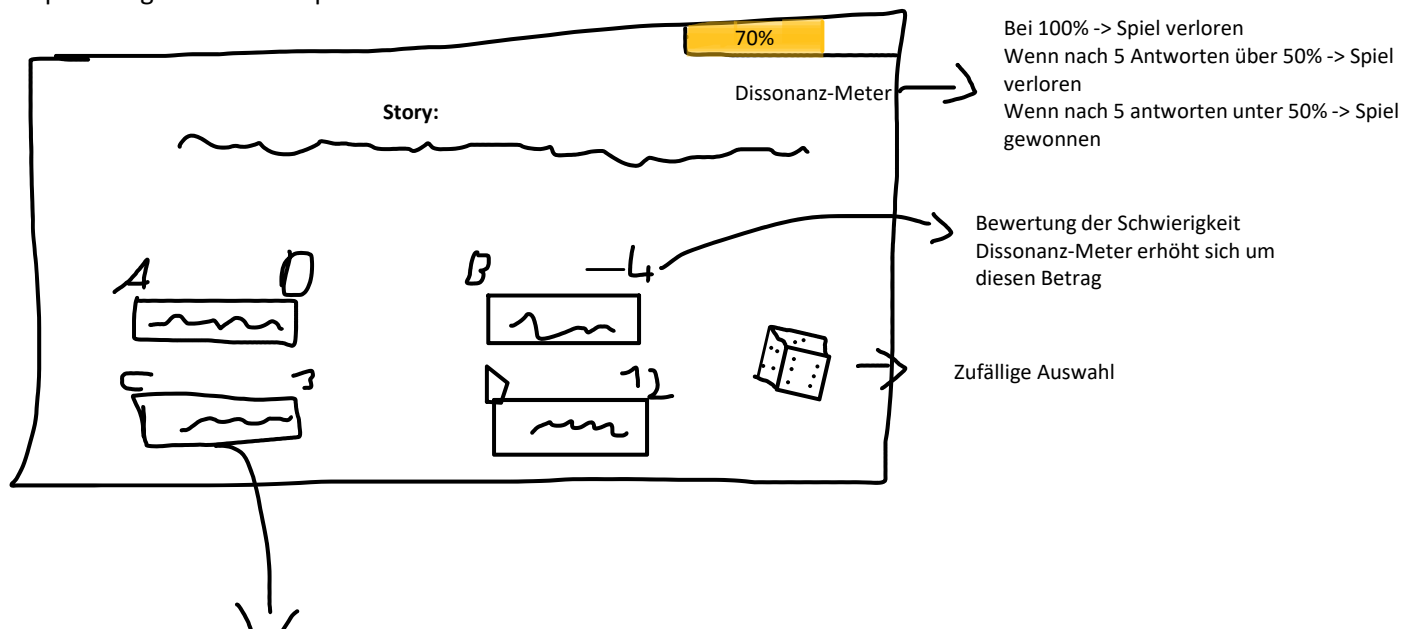 70%
Dissonanz-Meter
Story:
Bei 100% -> Spiel verloren
Wenn nach 5 Antworten über 50% -> Spiel
verloren
Wenn nach 5 antworten unter 50% -> Spiel
gewonnen
A 0
B -4
Bewertung der Schwierigkeit
Dissonanz-Meter erhöht sich um
diesen Betrag
C 3
D 12
Zufällige Auswahl